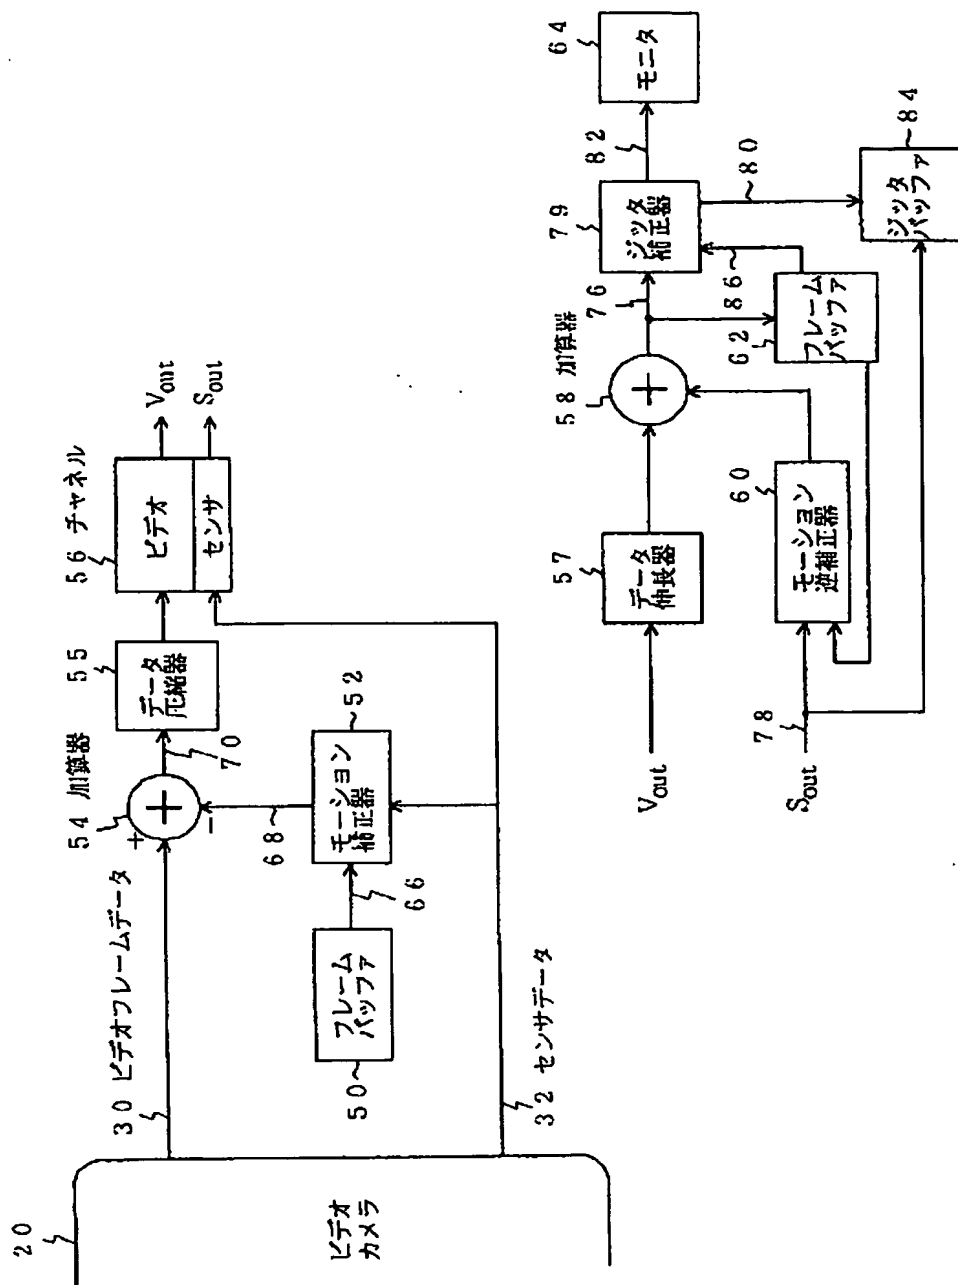 20
ビデオ
カメラ
30 ビデオフレームデータ
32 センサデータ
50
フレーム
バッファ
66
モーション
補正器
52
68
54 加算器
+
+
−
70
データ
圧縮器
55
56 チャネル
ビデオ
センサ
Vout
Sout
Vout
Sout
78
データ
伸長器
57
モーション
逆補正器
60
58 加算器
+
76
フレーム
バッファ
62
86
ジッタ
補正器
79
80
82
モニタ
64
ジッタ
バッファ
84